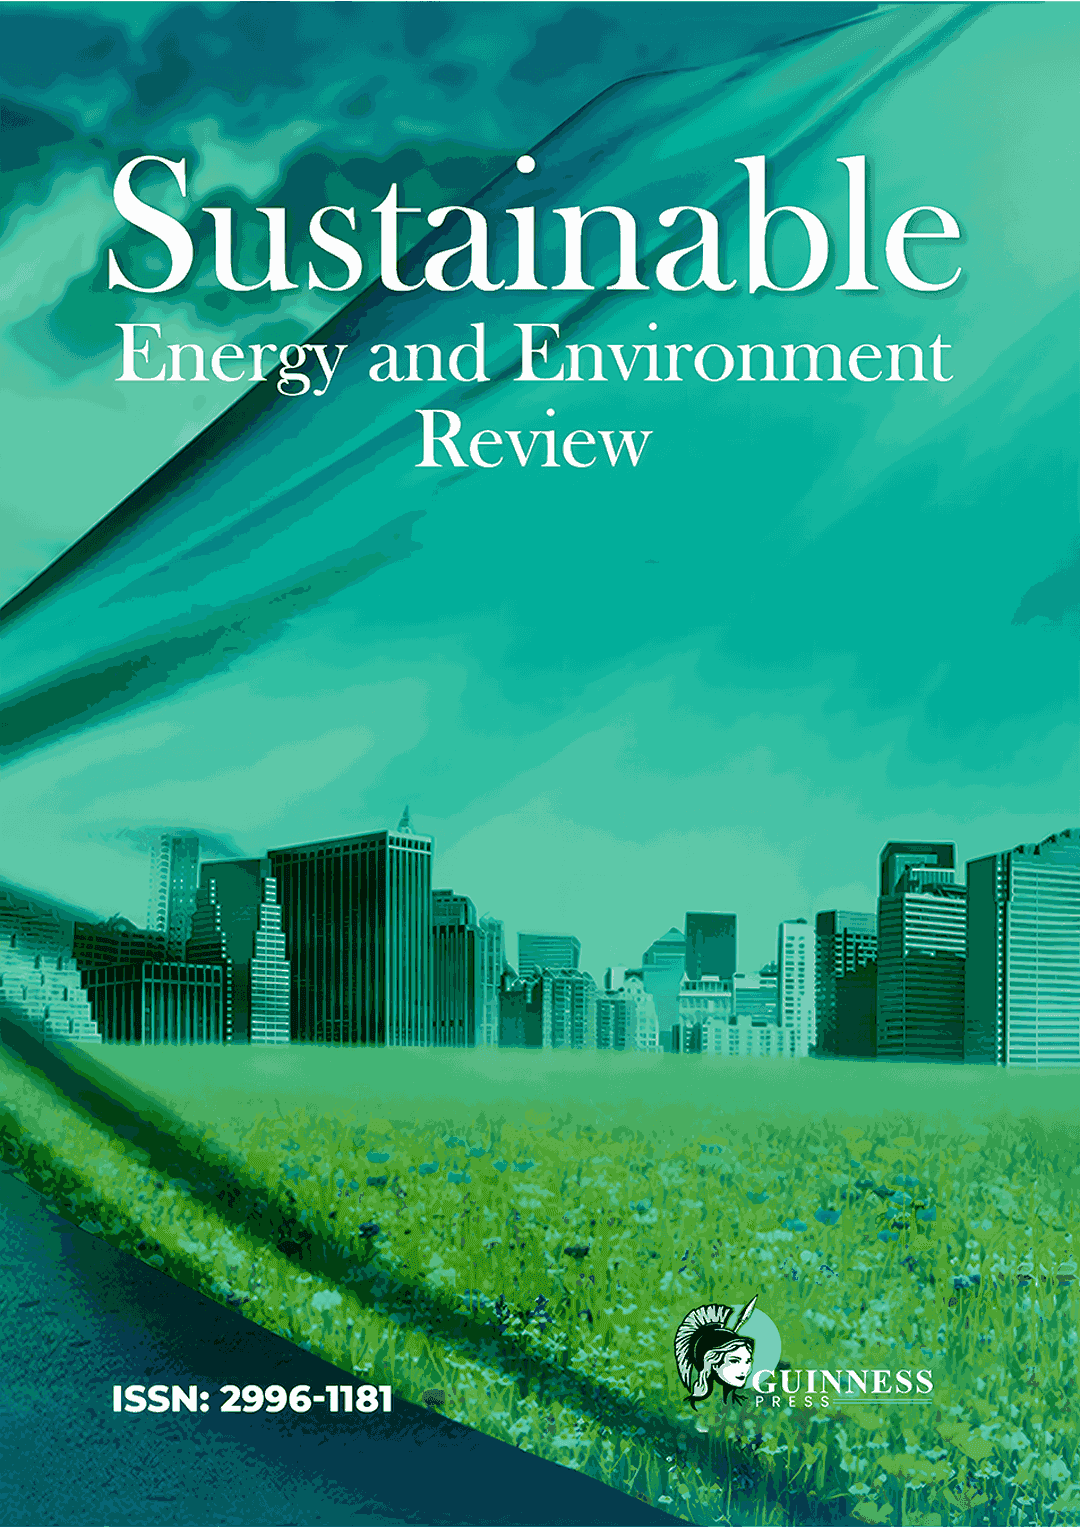 Sustainable
Energy and Environment
Review
ISSN: 2996-1181
GUINNESS
PRESS